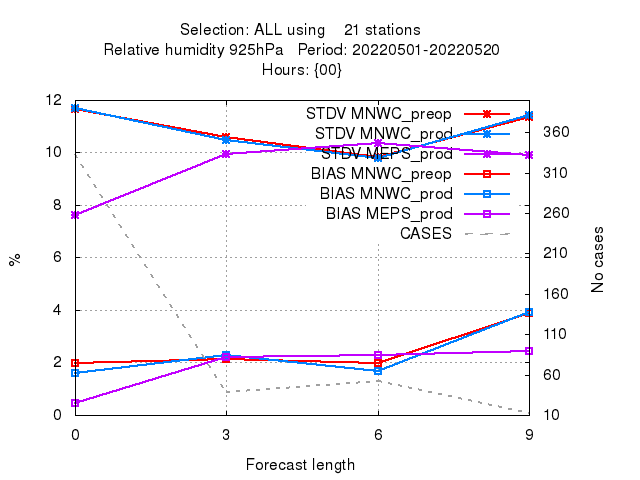 Selection: ALL using    21 stations
Relative humidity 925hPa   Period: 20220501-20220520
Hours: {00}
12
10
8
6
4
2
0
%
STDV MNWC_preop
STDV MNWC_prod
STDV MEPS_prod
BIAS MNWC_preop
BIAS MNWC_prod
BIAS MEPS_prod
CASES
360
310
260
210
160
110
60
10
No cases
0 3 6 9
Forecast length